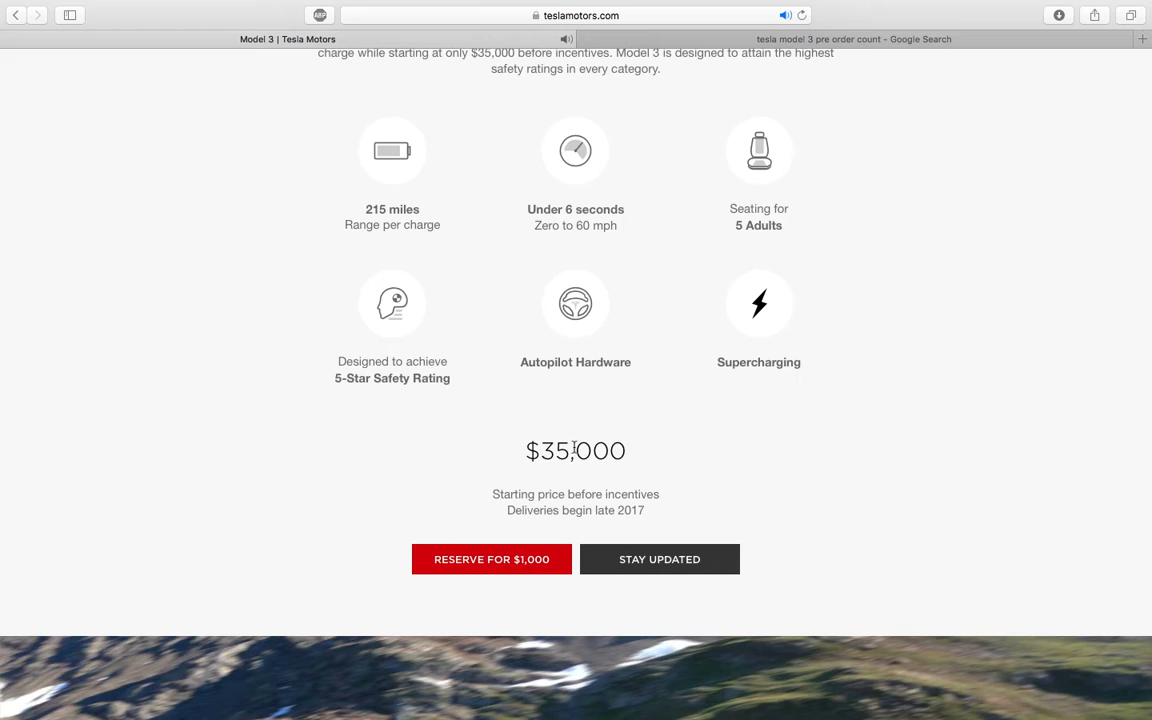 teslamotors.com
Model 3 | Tesla Motors
tesla model 3 pre order count - Google Search
charge while starting at only $35,000 before incentives. Model 3 is designed to attain the highest
safety ratings in every category.
215 miles
Range per charge
Under 6 seconds
Zero to 60 mph
Seating for
5 Adults
Designed to achieve
5-Star Safety Rating
Autopilot Hardware
Supercharging
$35,000
Starting price before incentives
Deliveries begin late 2017
RESERVE FOR $1,000
STAY UPDATED